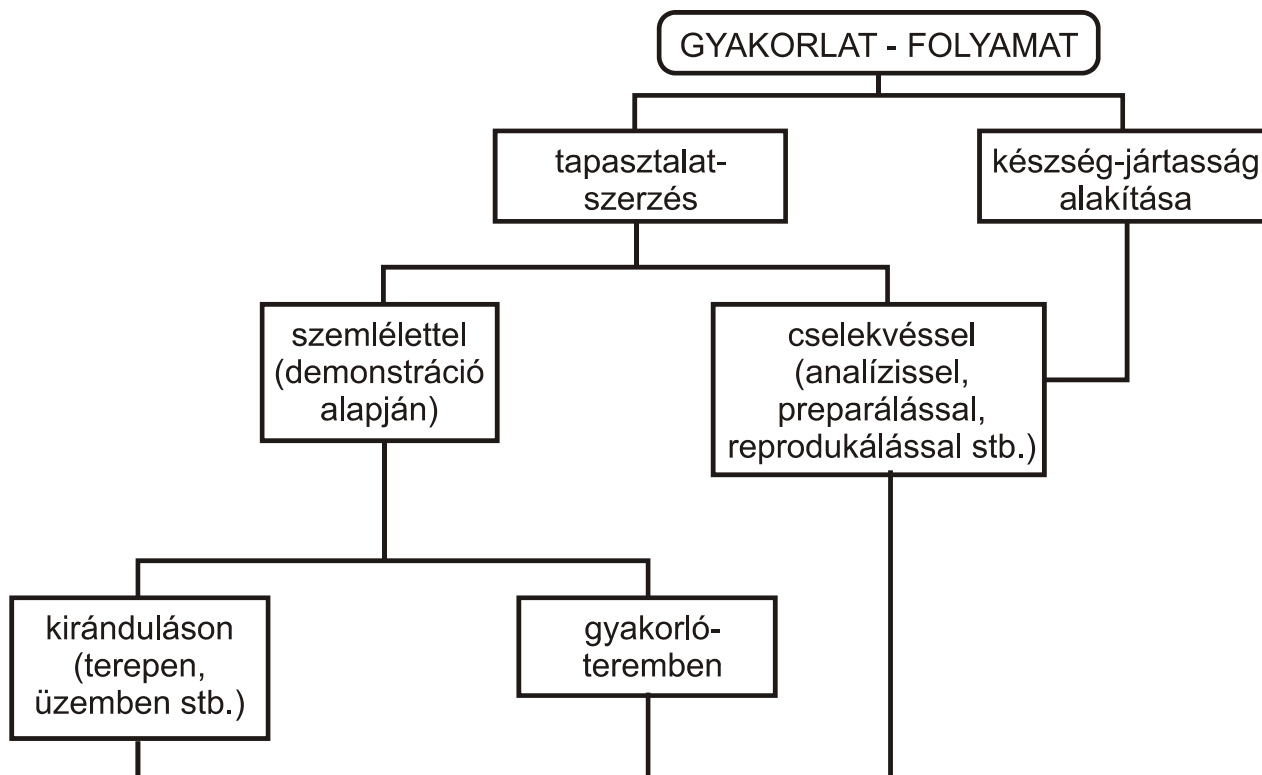 GYAKORLAT - FOLYAMAT
tapasztalat-
szerzés
készség-jártasság
alakítása
szemlélettel
(demonstráció
alapján)
cselekvéssel
(analízissel,
preparálással,
reprodukálással stb.)
kiránduláson
(terepen,
üzemben stb.)
gyakorló-
teremben